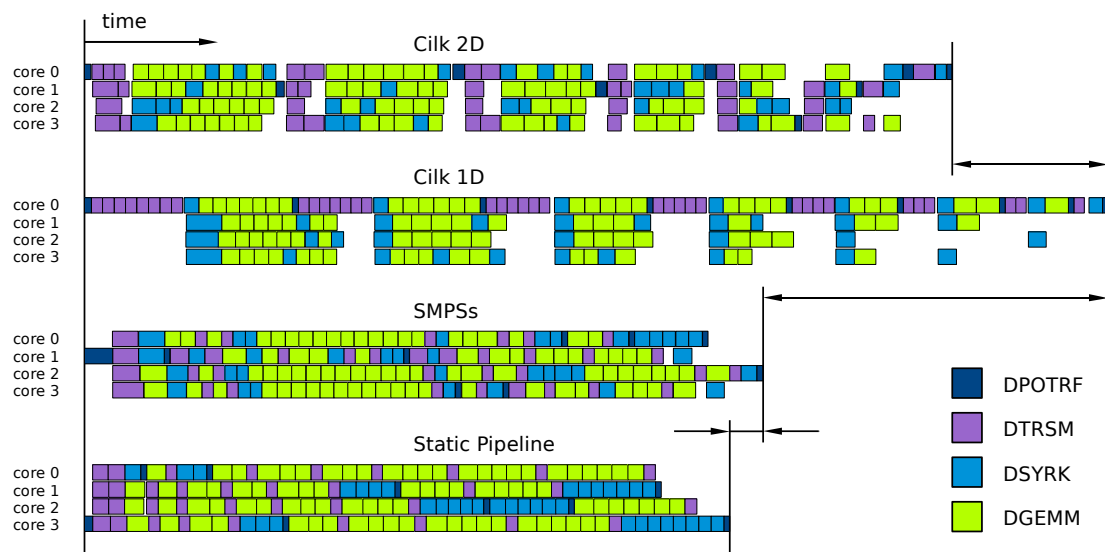 time
Cilk 2D
core 0
core 1
core 2
core 3
Cilk 1D
core 0
core 1
core 2
core 3
SMPSs
core 0
core 1
core 2
core 3
Static Pipeline
core 0
core 1
core 2
core 3
DPOTRF
DTRSM
DSYRK
DGEMM